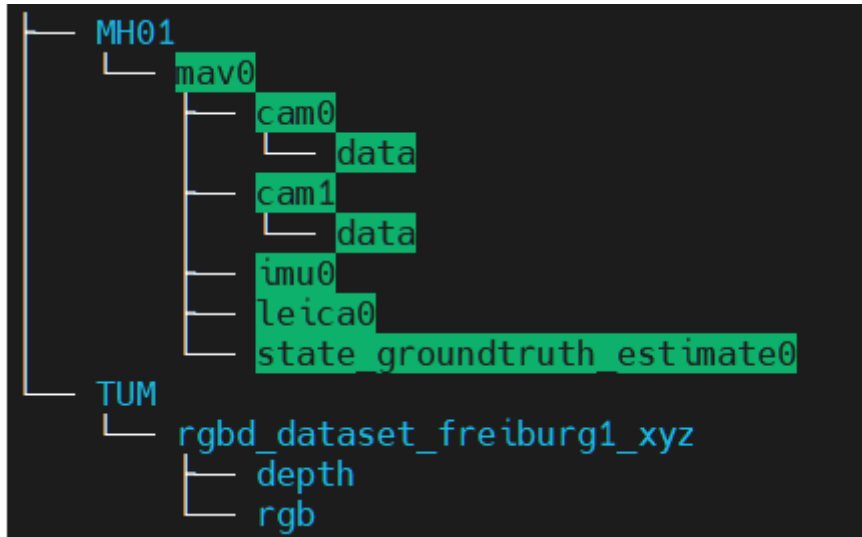 MH01
mav0
cam0
data
cam1
data
imu0
leica0
state_groundtruth_estimate0
TUM
rgbd_dataset_freiburg1_xyz
depth
rgb